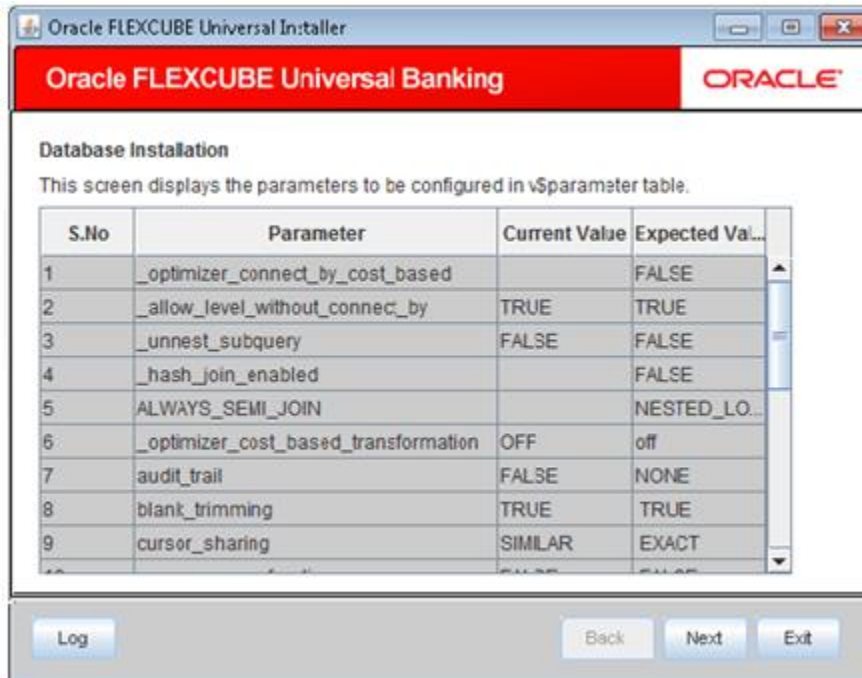 Oracle FLEXCUBE Universal Installer
Oracle FLEXCUBE Universal Banking
ORACLE
Database Installation
This screen displays the parameters to be configured in v$parameter table.
S.No Parameter Current Value Expected Val...
1 _optimizer_connect_by_cost_based FALSE
2 _allow_level_without_connect_by TRUE TRUE
3 _unnest_subquery FALSE FALSE
4 _hash_join_enabled FALSE
5 ALWAYS_SEMI_JOIN NESTED_LO...
6 _optimizer_cost_based_transformation OFF off
7 audit_trail FALSE NONE
8 blank_trimming TRUE TRUE
9 cursor_sharing SIMILAR EXACT
Log Back Next Exit